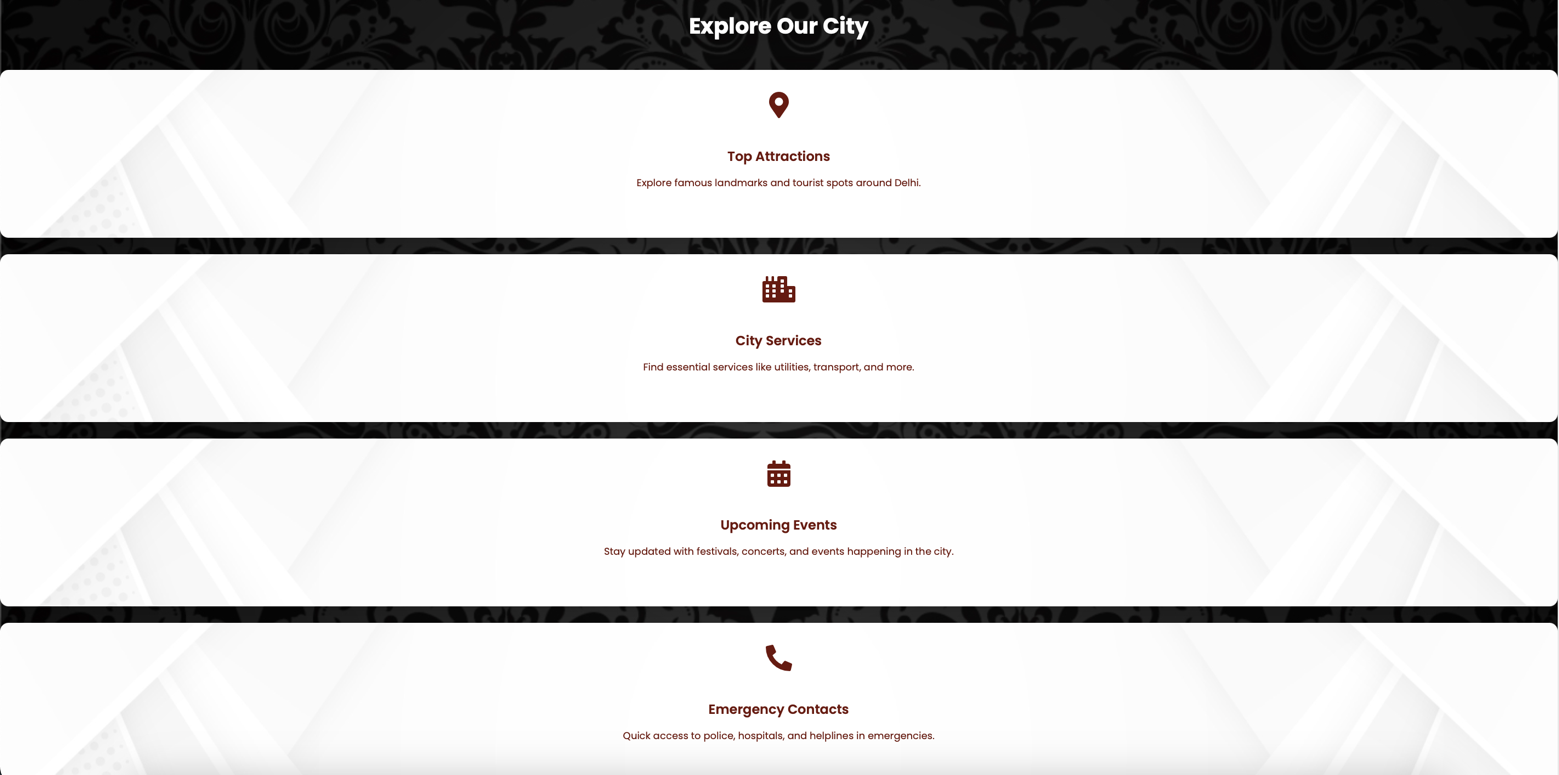 Explore Our City
Top Attractions
Explore famous landmarks and tourist spots around Delhi.
City Services
Find essential services like utilities, transport, and more.
Upcoming Events
Stay updated with festivals, concerts, and events happening in the city.
Emergency Contacts
Quick access to police, hospitals, and helplines in emergencies.